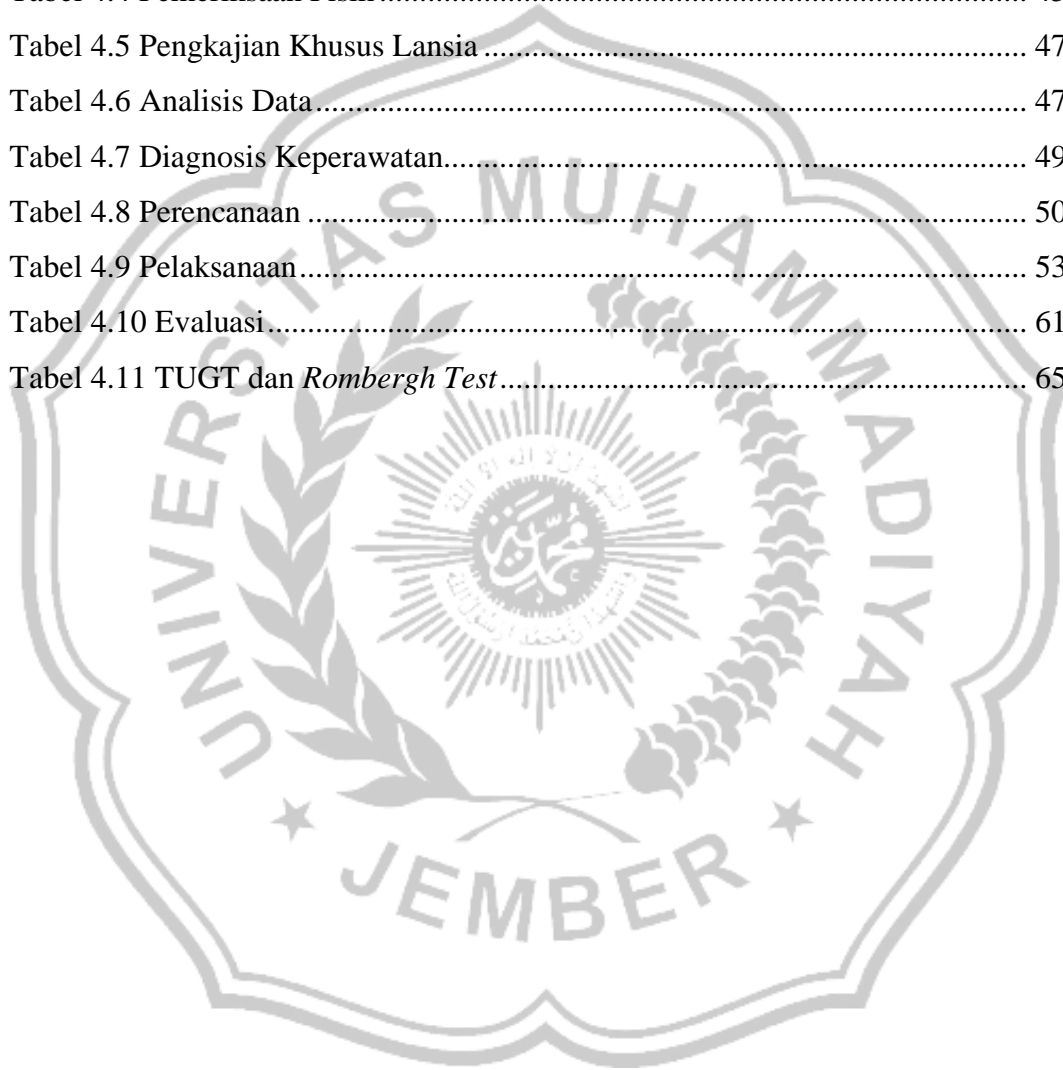 Tabel 4.5 Pengkajian Khusus Lansia ........ 47
Tabel 4.6 Analisis Data ........ 47
Tabel 4.7 Diagnosis Keperawatan ........ 49
Tabel 4.8 Perencanaan ........ 50
Tabel 4.9 Pelaksanaan ........ 53
Tabel 4.10 Evaluasi ........ 61
Tabel 4.11 TUGT dan Rombergh Test ........ 65
UNIVERSITAS MUHAMMADIYAH
JEMBER